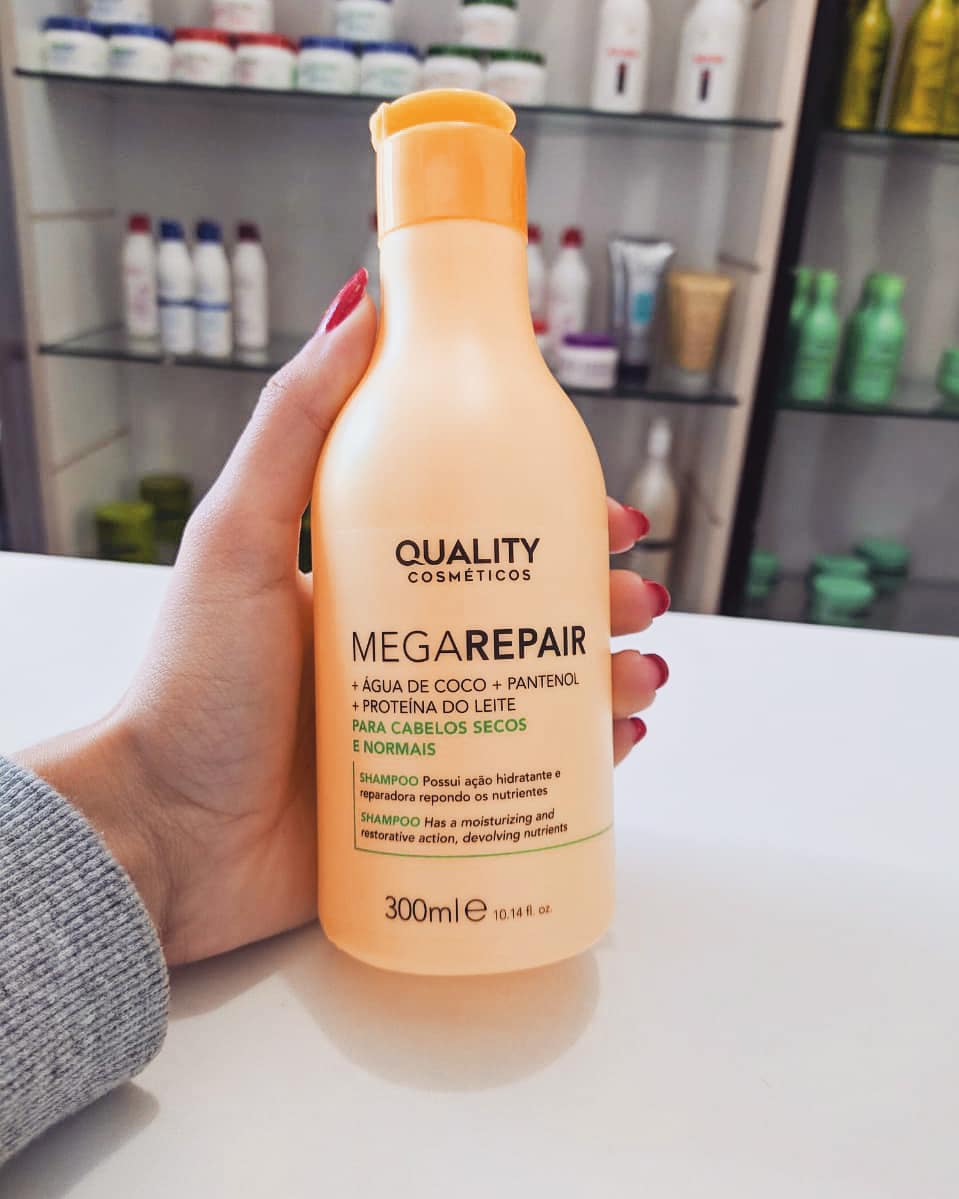 QUALITY
COSMÉTICOS
MEGAREPAIR
+ ÁGUA DE COCO + PANTENOL
+ PROTEÍNA DO LEITE
PARA CABELOS SECOS
E NORMAIS
SHAMPOO Possui ação hidratante e
reparadora repondo os nutrientes
SHAMPOO Has a moisturizing and
restorative action, devolving nutrients
300ml e 10.14 fl. oz.